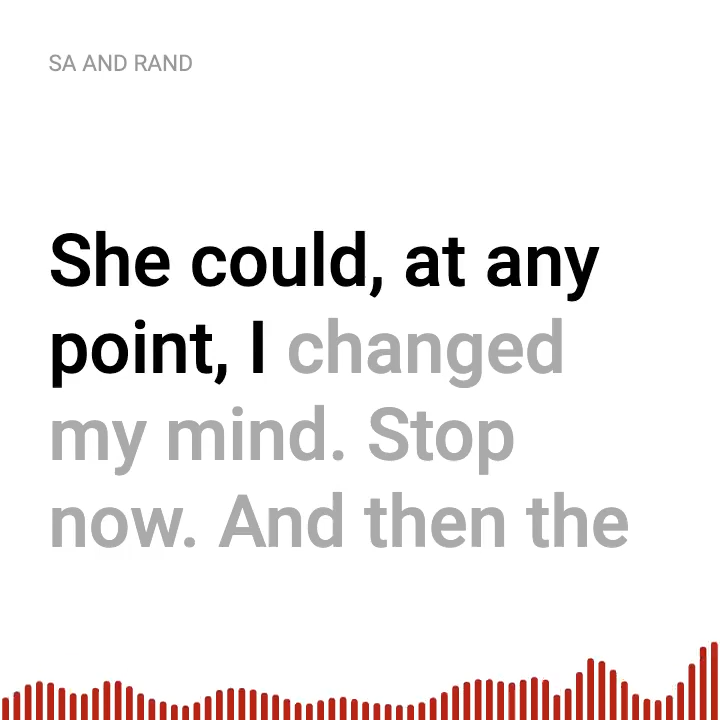 SA AND RAND
She could, at any
point, I changed
my mind. Stop
now. And then the